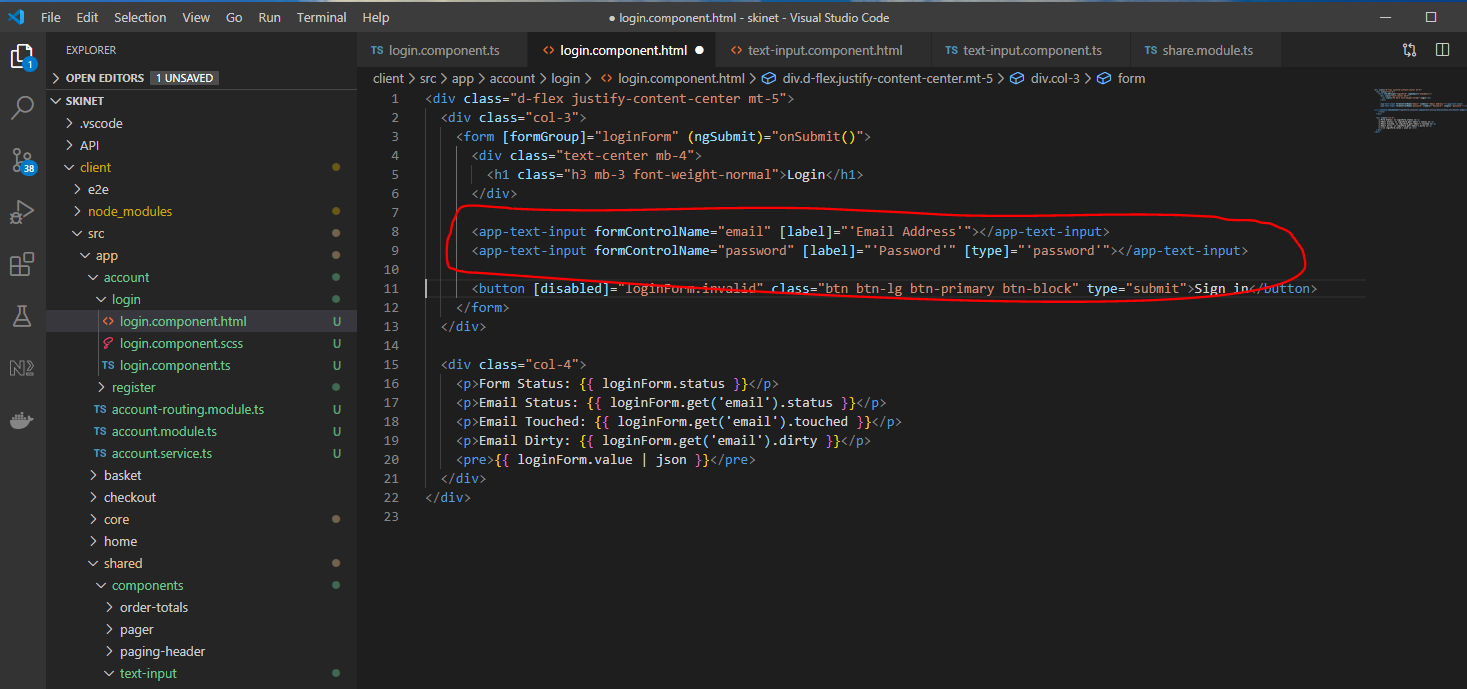 File Edit Selection View Go Run Terminal Help
● login.component.html - skinet - Visual Studio Code
EXPLORER
OPEN EDITORS 1 UNSAVED
SKINET
.vscode
API
client
e2e
node_modules
src
app
account
login
login.component.html U
login.component.scss U
TS login.component.ts U
register
TS account-routing.module.ts U
TS account.module.ts U
TS account.service.ts U
basket
checkout
core
home
shared
components
order-totals
pager
paging-header
text-input
1
38
TS login.component.ts <> login.component.html ● <> text-input.component.html TS text-input.component.ts TS share.module.ts
client > src > app > account > login > <> login.component.html > div.d-flex.justify-content-center.mt-5 > div.col-3 > form
1 <div class="d-flex justify-content-center mt-5">
2 <div class="col-3">
3 <form [formGroup]="loginForm" (ngSubmit)="onSubmit()">
4 <div class="text-center mb-4">
5 <h1 class="h3 mb-3 font-weight-normal">Login</h1>
6 </div>
7
8 <app-text-input formControlName="email" [label]="'Email Address'"></app-text-input>
9 <app-text-input formControlName="password" [label]="'Password'" [type]="'password'"></app-text-input>
10
11 <button [disabled]="loginForm.invalid" class="btn btn-lg btn-primary btn-block" type="submit">Sign in</button>
12 </form>
13 </div>
14
15 <div class="col-4">
16 <p>Form Status: {{ loginForm.status }}</p>
17 <p>Email Status: {{ loginForm.get('email').status }}</p>
18 <p>Email Touched: {{ loginForm.get('email').touched }}</p>
19 <p>Email Dirty: {{ loginForm.get('email').dirty }}</p>
20 <pre>{{ loginForm.value | json }}</pre>
21 </div>
22 </div>
23